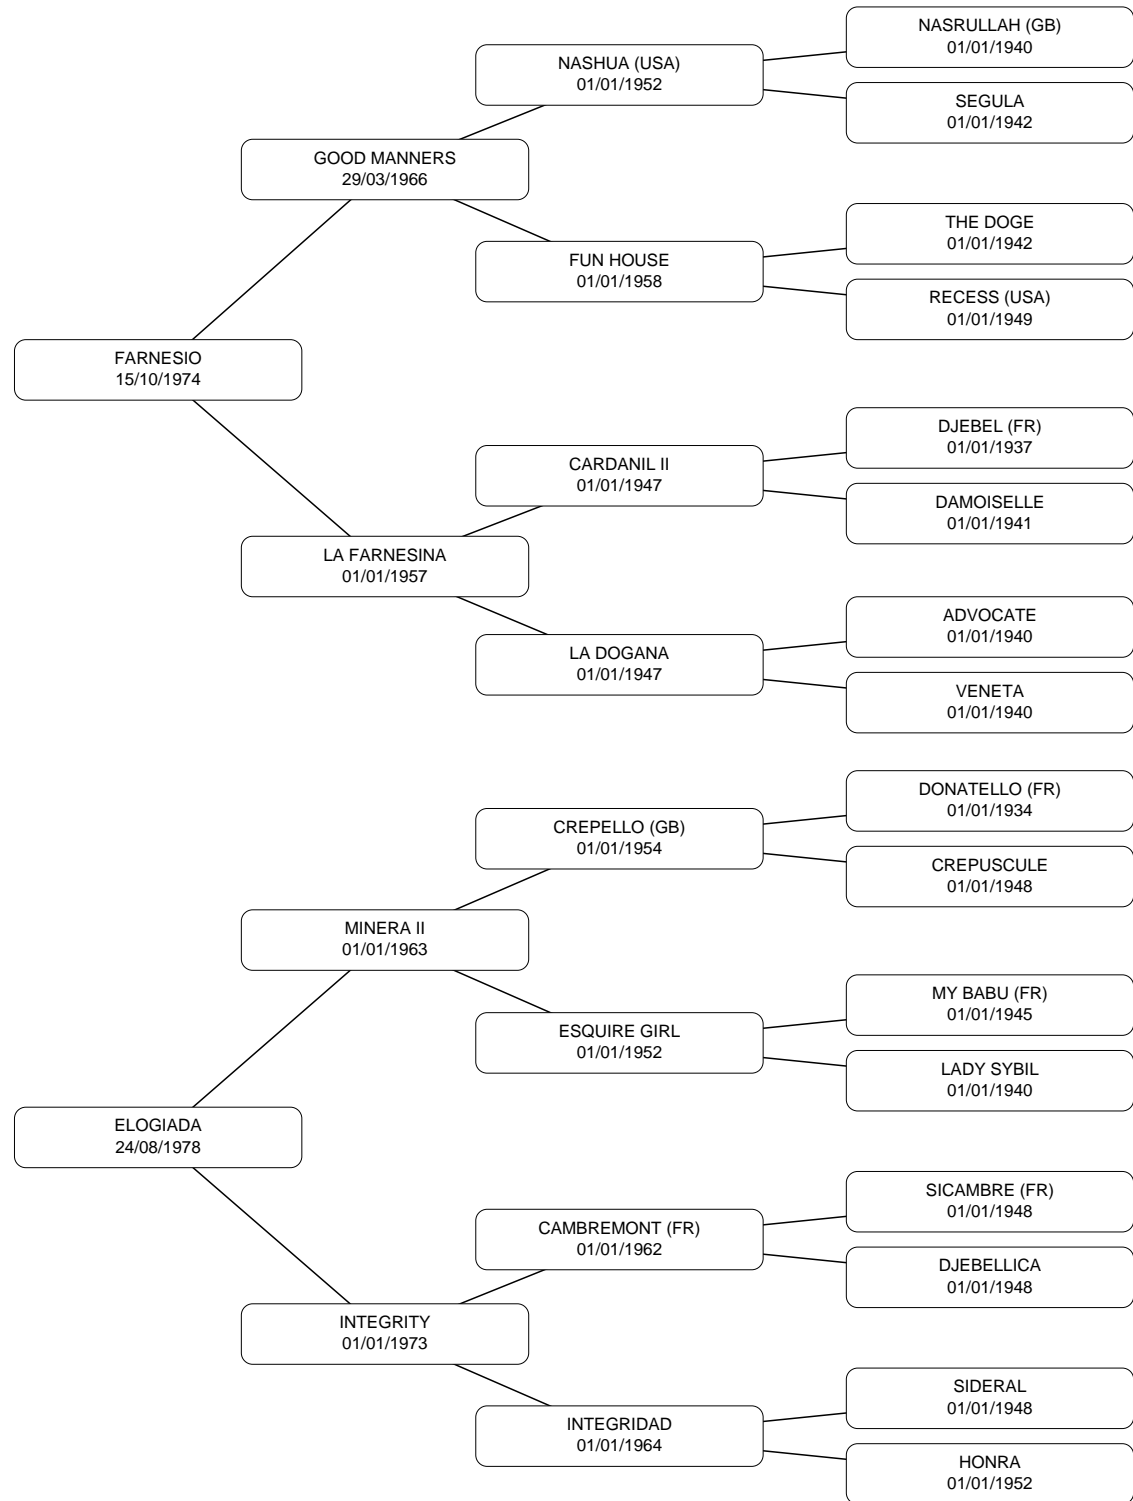 NASRULLAH (GB)
01/01/1940
NASHUA (USA)
01/01/1952
SEGULA
01/01/1942
GOOD MANNERS
29/03/1966
THE DOGE
01/01/1942
FUN HOUSE
01/01/1958
RECESS (USA)
01/01/1949
FARNESIO
15/10/1974
DJEBEL (FR)
01/01/1937
CARDANIL II
01/01/1947
DAMOISELLE
01/01/1941
LA FARNESINA
01/01/1957
ADVOCATE
01/01/1940
LA DOGANA
01/01/1947
VENETA
01/01/1940
DONATELLO (FR)
01/01/1934
CREPELLO (GB)
01/01/1954
CREPUSCULE
01/01/1948
MINERA II
01/01/1963
MY BABU (FR)
01/01/1945
ESQUIRE GIRL
01/01/1952
LADY SYBIL
01/01/1940
ELOGIADA
24/08/1978
SICAMBRE (FR)
01/01/1948
CAMBREMONT (FR)
01/01/1962
DJEBELLICA
01/01/1948
INTEGRITY
01/01/1973
SIDERAL
01/01/1948
INTEGRIDAD
01/01/1964
HONRA
01/01/1952